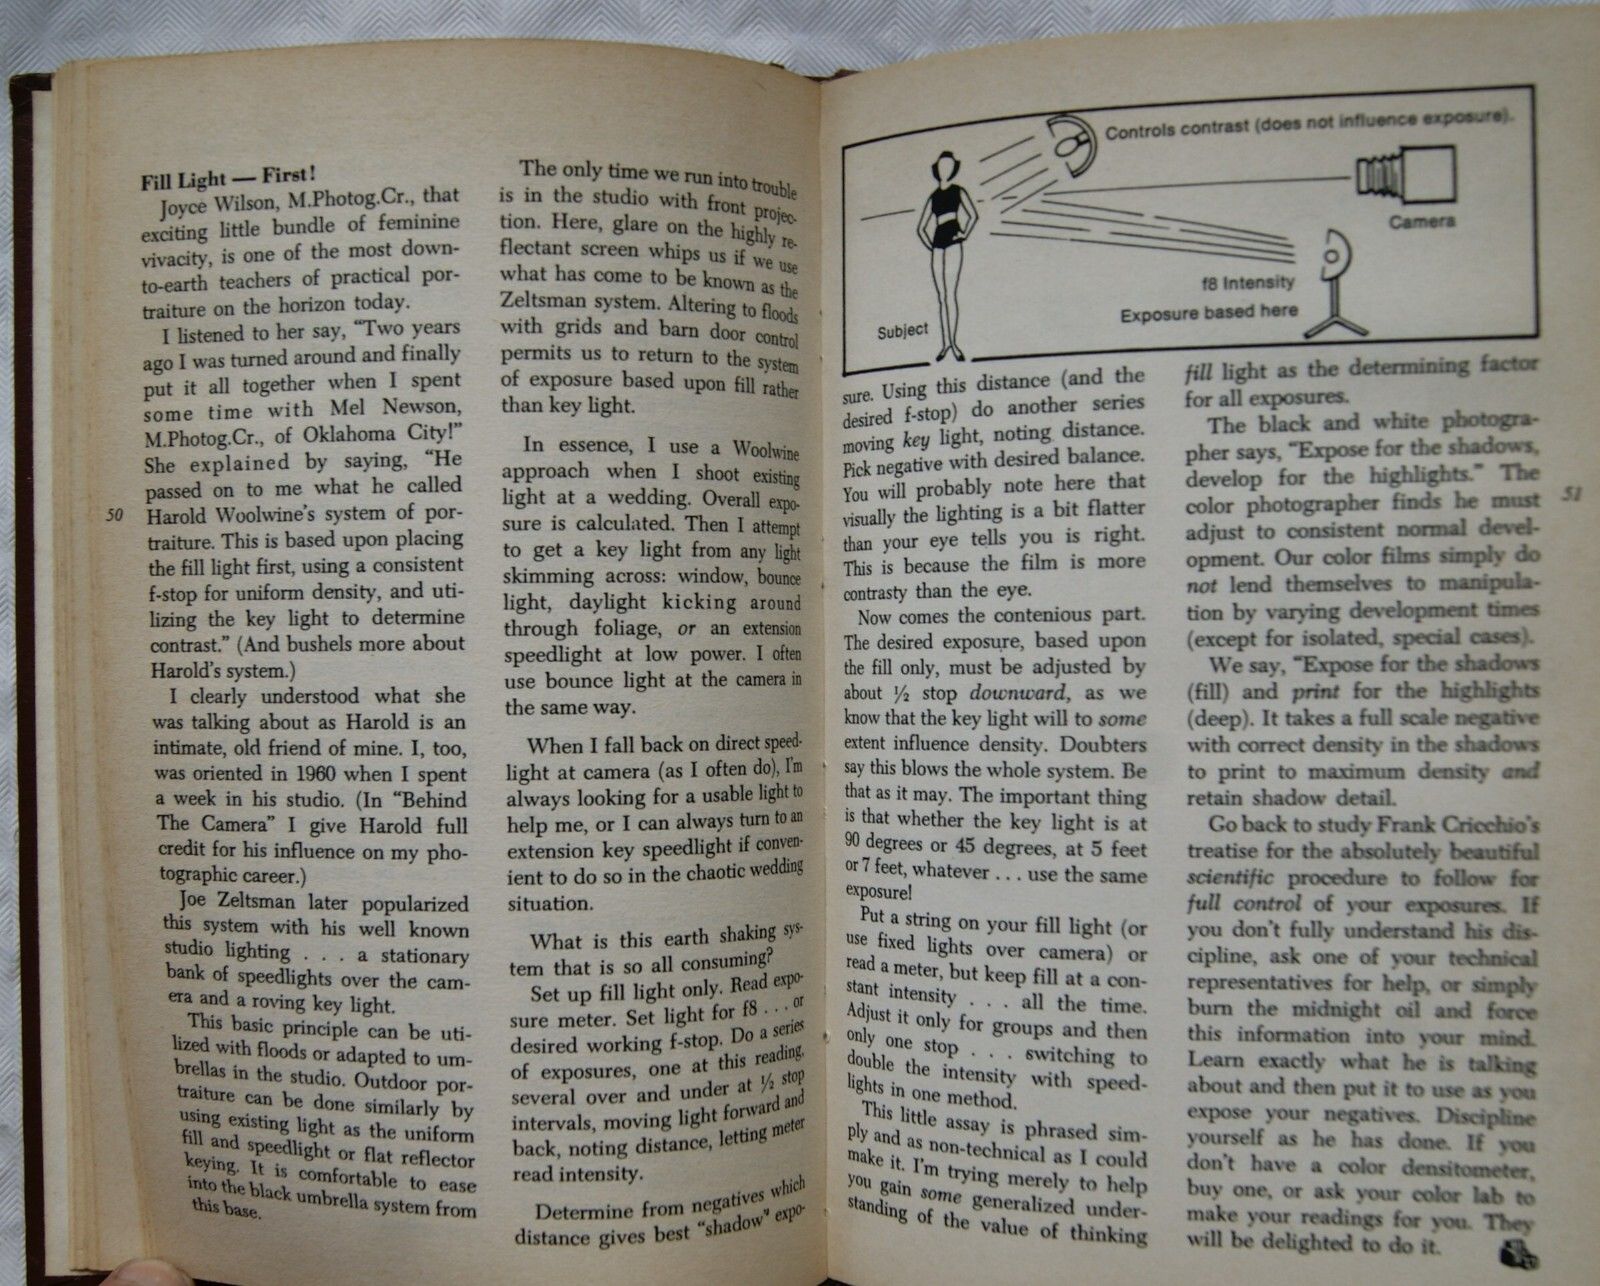 Fill Light — First!
Joyce Wilson, M.Photog.Cr., that
exciting little bundle of feminine
vivacity, is one of the most down-
to-earth teachers of practical por-
traiture on the horizon today.
I listened to her say, "Two years
ago I was turned around and finally
put it all together when I spent
some time with Mel Newson,
M.Photog.Cr., of Oklahoma City!"
She explained by saying, "He
passed on to me what he called
Harold Woolwine's system of por-
traiture. This is based upon placing
the fill light first, using a consistent
f-stop for uniform density, and uti-
lizing the key light to determine
contrast." (And bushels more about
Harold's system.)
I clearly understood what she
was talking about as Harold is an
intimate, old friend of mine. I, too,
was oriented in 1960 when I spent
a week in his studio. (In "Behind
The Camera" I give Harold full
credit for his influence on my pho-
tographic career.)
Joe Zeltsman later popularized
this system with his well known
studio lighting . . . a stationary
bank of speedlights over the cam-
era and a roving key light.
This basic principle can be uti-
lized with floods or adapted to um-
brellas in the studio. Outdoor por-
traiture can be done similarly by
using existing light as the uniform
fill and speedlight or flat reflector
keying. It is comfortable to ease
into the black umbrella system from
this base.
50
The only time we run into trouble
is in the studio with front projec-
tion. Here, glare on the highly re-
flectant screen whips us if we use
what has come to be known as the
Zeltsman system. Altering to floods
with grids and barn door control
permits us to return to the system
of exposure based upon fill rather
than key light.
In essence, I use a Woolwine
approach when I shoot existing
light at a wedding. Overall expo-
sure is calculated. Then I attempt
to get a key light from any light
skimming across: window, bounce
light, daylight kicking around
through foliage, or an extension
speedlight at low power. I often
use bounce light at the camera in
the same way.
When I fall back on direct speed-
light at camera (as I often do), I'm
always looking for a usable light to
help me, or I can always turn to an
extension key speedlight if conven-
ient to do so in the chaotic wedding
situation.
What is this earth shaking sys-
tem that is so all consuming?
Set up fill light only. Read expo-
sure meter. Set light for f8 . . . or
desired working f-stop. Do a series
of exposures, one at this reading,
several over and under at ½ stop
intervals, moving light forward and
back, noting distance, letting meter
read intensity.
Determine from negatives which
distance gives best "shadow" expo-
Controls contrast (does not influence exposure).
Camera
f8 Intensity
Exposure based here
Subject
sure. Using this distance (and the
desired f-stop) do another series
moving key light, noting distance.
Pick negative with desired balance.
You will probably note here that
visually the lighting is a bit flatter
than your eye tells you is right.
This is because the film is more
contrasty than the eye.
Now comes the contenious part.
The desired exposure, based upon
the fill only, must be adjusted by
about ½ stop downward, as we
know that the key light will to some
extent influence density. Doubters
say this blows the whole system. Be
that as it may. The important thing
is that whether the key light is at
90 degrees or 45 degrees, at 5 feet
or 7 feet, whatever . . . use the same
exposure!
Put a string on your fill light (or
use fixed lights over camera) or
read a meter, but keep fill at a con-
stant intensity . . . all the time.
Adjust it only for groups and then
only one stop . . . switching to
double the intensity with speed-
lights in one method.
This little assay is phrased sim-
ply and as non-technical as I could
make it. I'm trying merely to help
you gain some generalized under-
standing of the value of thinking
fill light as the determining factor
for all exposures.
The black and white photogra-
pher says, "Expose for the shadows,
develop for the highlights." The
color photographer finds he must
adjust to consistent normal devel-
opment. Our color films simply do
not lend themselves to manipula-
tion by varying development times
(except for isolated, special cases).
We say, "Expose for the shadows
(fill) and print for the highlights
(deep). It takes a full scale negative
with correct density in the shadows
to print to maximum density and
retain shadow detail.
Go back to study Frank Cricchio's
treatise for the absolutely beautiful
scientific procedure to follow for
full control of your exposures. If
you don't fully understand his dis-
cipline, ask one of your technical
representatives for help, or simply
burn the midnight oil and force
this information into your mind.
Learn exactly what he is talking
about and then put it to use as you
expose your negatives. Discipline
yourself as he has done. If you
don't have a color densitometer,
buy one, or ask your color lab to
make your readings for you. They
will be delighted to do it.
51